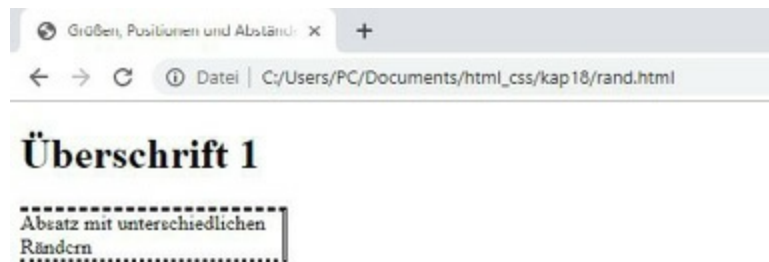 Größen, Positionen und Abständ
Datei | C:/Users/PC/Documents/html_css/kap18/rand.html
Überschrift 1
Absatz mit unterschiedlichen
Rändern